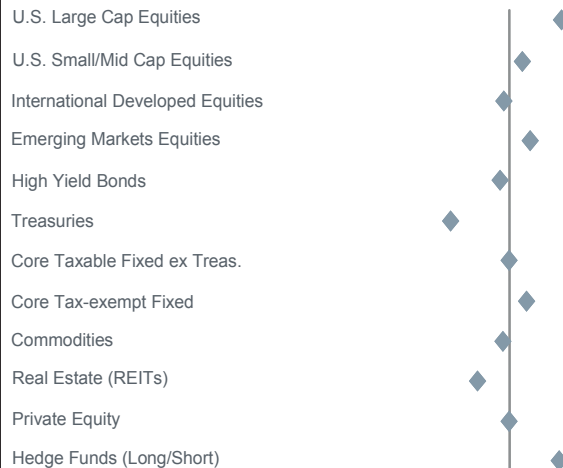 U.S. Large Cap Equities
U.S. Small/Mid Cap Equities
International Developed Equities
Emerging Markets Equities
High Yield Bonds
Treasuries
Core Taxable Fixed ex Treas.
Core Tax-exempt Fixed
Commodities
Real Estate (REITs)
Private Equity
Hedge Funds (Long/Short)